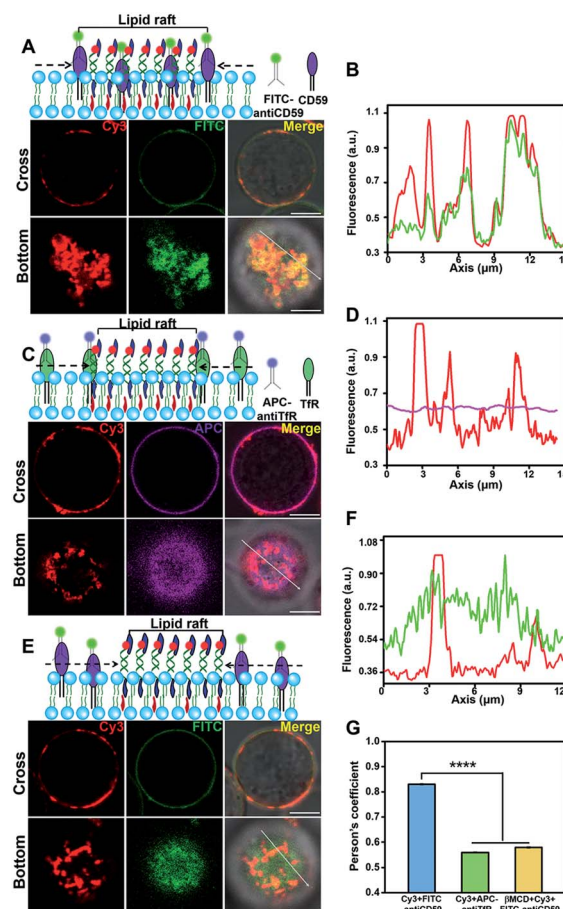 A
Lipid raft
FITC-
antiCD59
CD59
Cy3
FITC
Merge
Cross
Bottom
B
Fluorescence (a.u.)
1.1
0.9
0.7
0.5
0.3
0
3
6
9
12
15
Axis (μm)
C
Lipid raft
APC-
antiTfR
TfR
Cy3
APC
Merge
Cross
Bottom
D
Fluorescence (a.u.)
1.1
0.9
0.7
0.5
0.3
0
3
6
9
12
Axis (μm)
E
Lipid raft
Cy3
FITC
Merge
Cross
Bottom
F
Fluorescence (a.u.)
1.08
0.90
0.72
0.54
0.36
0
3
6
9
12
Axis (μm)
G
Person's coefficient
1.0
0.9
0.8
0.7
0.6
0.5
0.4
****
Cy3+FITC
antiCD59
Cy3+APC-
antiTfR
βMCD+Cy3+
FITC-antiCD59